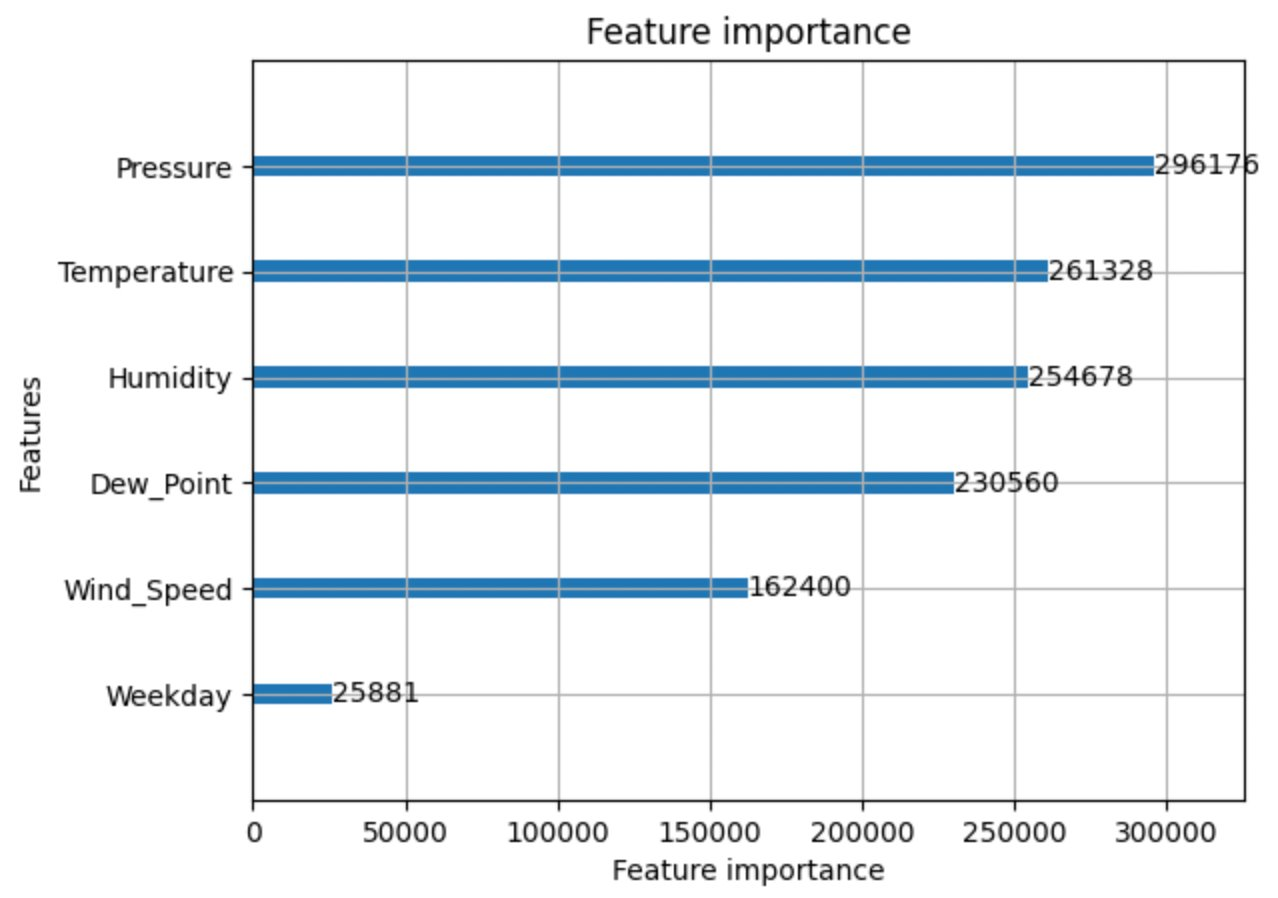 Feature importance
Pressure 296176
Temperature 261328
Humidity 254678
Dew_Point 230560
Wind_Speed 162400
Weekday 25881
Features
0 50000 100000 150000 200000 250000 300000
Feature importance